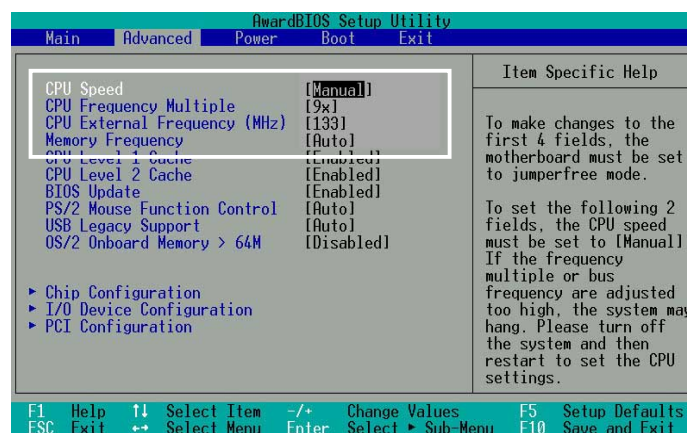 AwardBIOS Setup Utility
Main Advanced Power Boot Exit
Item Specific Help
CPU Speed [Manual]
CPU Frequency Multiple [9x]
CPU External Frequency (MHz) [133]
Memory Frequency [Auto]
CPU Level 1 Cache [Enabled]
CPU Level 2 Cache [Enabled]
BIOS Update [Enabled]
PS/2 Mouse Function Control [Auto]
USB Legacy Support [Auto]
OS/2 Onboard Memory > 64M [Disabled]
▸ Chip Configuration
▸ I/O Device Configuration
▸ PCI Configuration
To make changes to the
first 4 fields, the
motherboard must be set
to jumperfree mode.
To set the following 2
fields, the CPU speed
must be set to [Manual]
If the frequency
multiple or bus
frequency are adjusted
too high, the system may
hang. Please turn off
the system and then
restart to set the CPU
settings.
F1 Help ↑↓ Select Item -/+ Change Values F5 Setup Defaults
ESC Exit ↔ Select Menu Enter Select ▸ Sub-Menu F10 Save and Exit